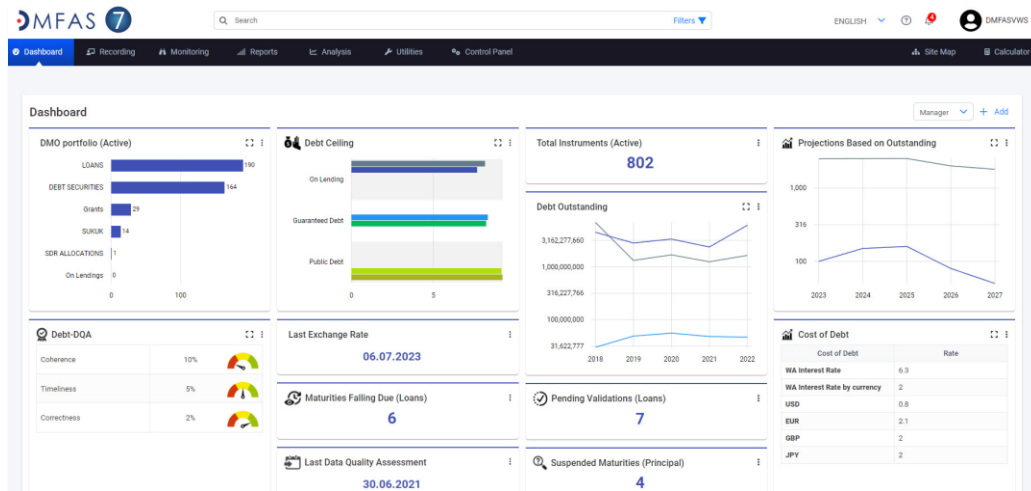 DMFAS 7
Search
Filters
ENGLISH
4
DMFASVWS
Dashboard
Recording
Monitoring
Reports
Analysis
Utilities
Control Panel
Site Map
Calculator
Dashboard
Manager
+ Add
DMO portfolio (Active)
LOANS
190
DEBT SECURITIES
164
Grants
29
SUKUK
14
SDR ALLOCATIONS
1
On Lendings
0
0 100
Debt Ceiling
On Lending
Guaranteed Debt
Public Debt
0 5
Total Instruments (Active)
802
Debt Outstanding
3,162,277,660
1,000,000,000
316,227,766
100,000,000
31,622,777
2018 2019 2020 2021 2022
Projections Based on Outstanding
1,000
316
100
2023 2024 2025 2026 2027
Debt-DQA
Coherence 10%
Timeliness 5%
Correctness 2%
Last Exchange Rate
06.07.2023
Maturities Falling Due (Loans)
6
Last Data Quality Assessment
30.06.2021
Pending Validations (Loans)
7
Suspended Maturities (Principal)
4
Cost of Debt
Cost of Debt Rate
WA Interest Rate 6.3
WA Interest Rate by currency 2
USD 0.8
EUR 2.1
GBP 2
JPY 2